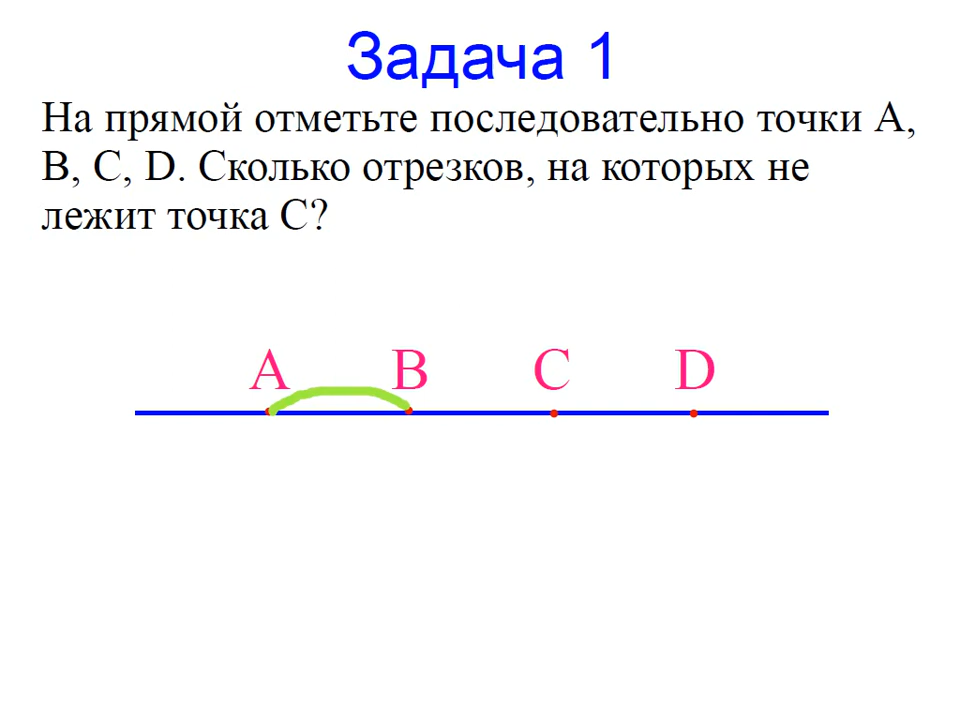 Задача 1
На прямой отметьте последовательно точки A,
B, C, D. Сколько отрезков, на которых не
лежит точка C?
A B C D